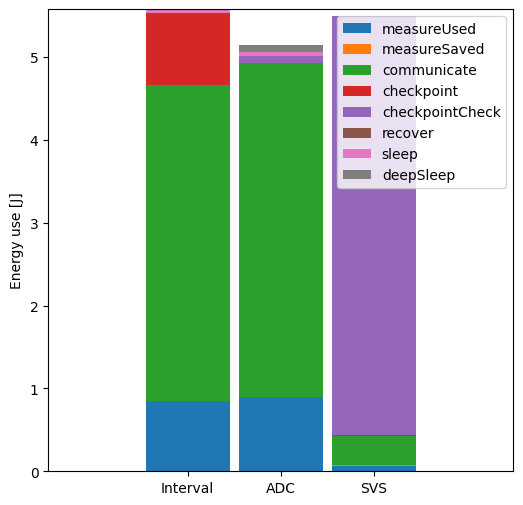 measureUsed
measureSaved
communicate
checkpoint
checkpointCheck
recover
sleep
deepSleep
Energy use [J]
5
4
3
2
1
0
Interval ADC SVS